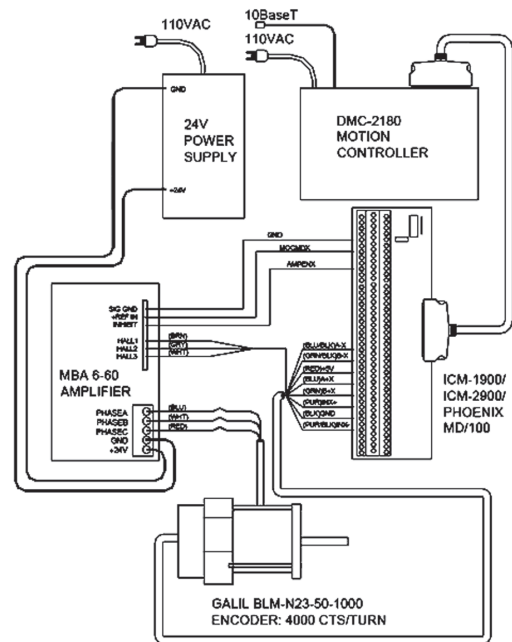 110VAC
10BaseT
110VAC
GND
24V
POWER
SUPPLY
+24V
DMC-2180
MOTION
CONTROLLER
GND
MOCMDX
AMPENX
SIG GND
+REF IN
INHIBIT
HALL1
HALL2
HALL3
(BRN)
(GRY)
(WHT)
MBA 6-60
AMPLIFIER
PHASEA
PHASEB
PHASEC
GND
+24V
(BLU)
(WHT)
(RED)
(BLU/BLK)A-X
(GRN/BLK)B-X
(RED)+5V
(BLU)A+X
(GRN)B+X
(PUR)INX+
(BLK)GND
(PUR/BLK)INX-
ICM-1900/
ICM-2900/
PHOENIX
MD/100
GALIL BLM-N23-50-1000
ENCODER: 4000 CTS/TURN